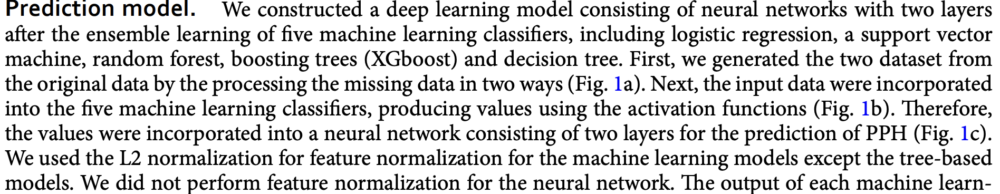 Prediction model. We constructed a deep learning model consisting of neural networks with two layers
after the ensemble learning of five machine learning classifiers, including logistic regression, a support vector
machine, random forest, boosting trees (XGboost) and decision tree. First, we generated the two dataset from
the original data by the processing the missing data in two ways (Fig. 1a). Next, the input data were incorporated
into the five machine learning classifiers, producing values using the activation functions (Fig. 1b). Therefore,
the values were incorporated into a neural network consisting of two layers for the prediction of PPH (Fig. 1c).
We used the L2 normalization for feature normalization for the machine learning models except the tree-based
models. We did not perform feature normalization for the neural network. The output of each machine learn-